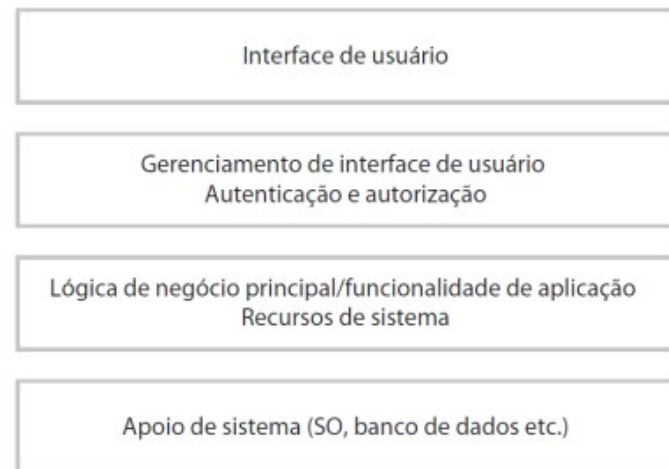 Interface de usuário
Gerenciamento de interface de usuário
Autenticação e autorização
Lógica de negócio principal/funcionalidade de aplicação
Recursos de sistema
Apoio de sistema (SO, banco de dados etc.)